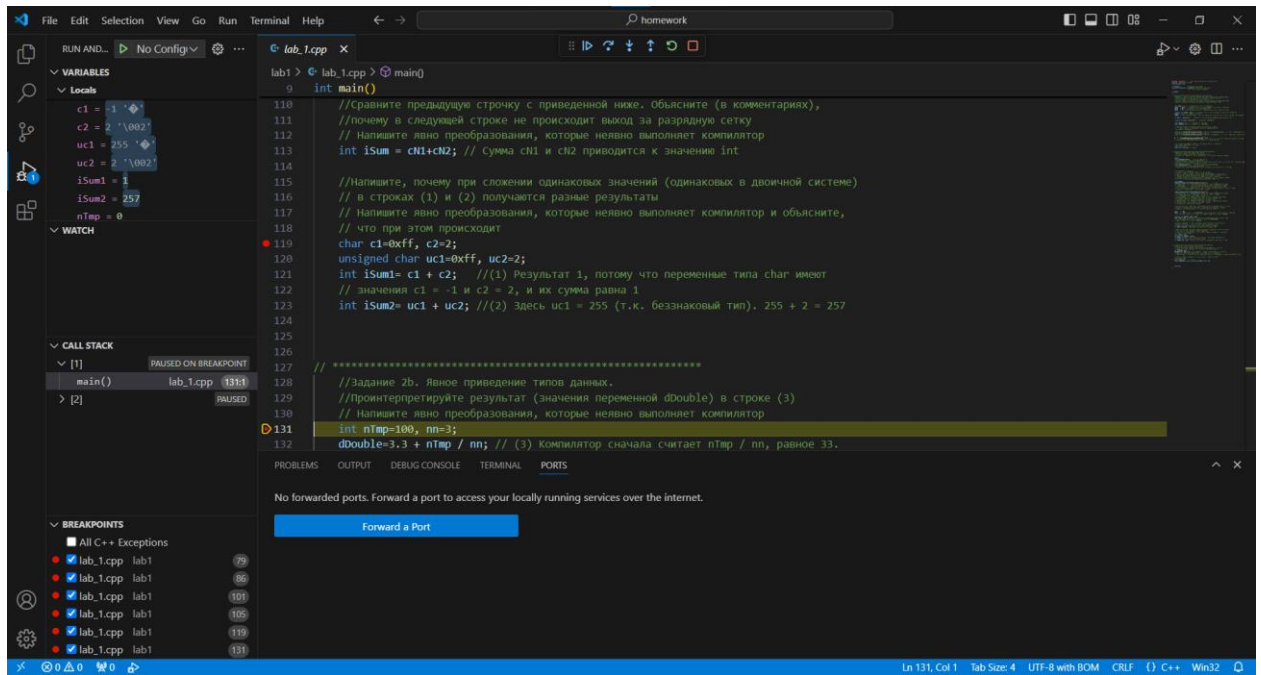 File Edit Selection View Go Run Terminal Help
homework
RUN AND... No Configi
VARIABLES
Locals
c1 = -1 '�'
c2 = 2 '\002'
uc1 = 255 '�'
uc2 = 2 '\002'
iSum1 = 1
iSum2 = 257
nTmp = 0
WATCH
CALL STACK
[1] PAUSED ON BREAKPOINT
main() lab_1.cpp 131:1
[2] PAUSED
BREAKPOINTS
All C++ Exceptions
lab_1.cpp lab1 79
lab_1.cpp lab1 86
lab_1.cpp lab1 101
lab_1.cpp lab1 105
lab_1.cpp lab1 119
lab_1.cpp lab1 131
lab_1.cpp
lab1 > lab_1.cpp > main()
9 int main()
110 //Сравните предыдущую строчку с приведенной ниже. Объясните (в комментариях),
111 //почему в следующей строке не происходит выход за разрядную сетку
112 // Напишите явно преобразования, которые неявно выполняет компилятор
113 int iSum = cN1+cN2; // Сумма cN1 и cN2 приводится к значению int
114
115 //Напишите, почему при сложении одинаковых значений (одинаковых в двоичной системе)
116 // в строках (1) и (2) получаются разные результаты
117 // Напишите явно преобразования, которые неявно выполняет компилятор и объясните,
118 // что при этом происходит
119 char c1=0xff, c2=2;
120 unsigned char uc1=0xff, uc2=2;
121 int iSum1= c1 + c2; //(1) Результат 1, потому что переменные типа char имеют
122 // значения c1 = -1 и c2 = 2, и их сумма равна 1
123 int iSum2= uc1 + uc2; //(2) Здесь uc1 = 255 (т.к. беззнаковый тип). 255 + 2 = 257
124
125
126
127 // ***********************************************************
128 //Задание 2b. Явное приведение типов данных.
129 //Проинтерпретируйте результат (значения переменной dDouble) в строке (3)
130 // Напишите явно преобразования, которые неявно выполняет компилятор
131 int nTmp=100, nn=3;
132 dDouble=3.3 + nTmp / nn; // (3) Компилятор сначала считает nTmp / nn, равное 33.
PROBLEMS OUTPUT DEBUG CONSOLE TERMINAL PORTS
No forwarded ports. Forward a port to access your locally running services over the internet.
Forward a Port
0 0 0 Ln 131, Col 1 Tab Size: 4 UTF-8 with BOM CRLF {} C++ Win32